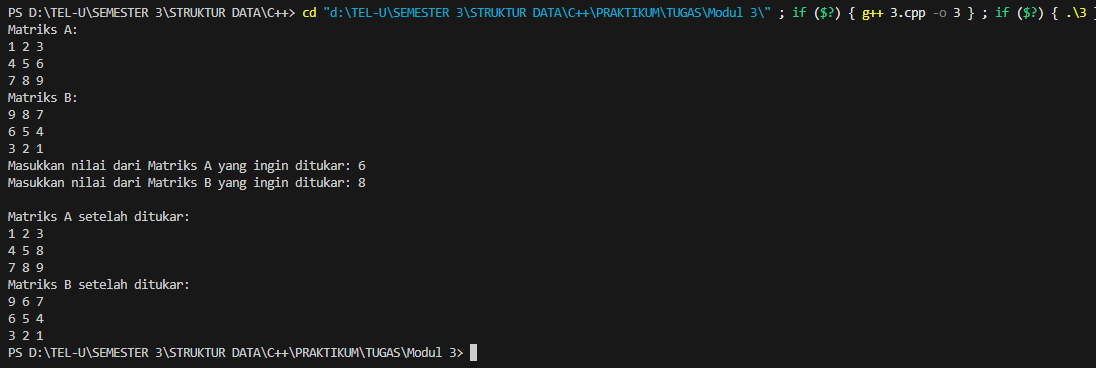 PS D:\TEL-U\SEMESTER 3\STRUKTUR DATA\C++> cd "d:\TEL-U\SEMESTER 3\STRUKTUR DATA\C++\PRAKTIKUM\TUGAS\Modul 3\" ; if ($?) { g++ 3.cpp -o 3 } ; if ($?) { .\3 }
Matriks A:
1 2 3
4 5 6
7 8 9
Matriks B:
9 8 7
6 5 4
3 2 1
Masukkan nilai dari Matriks A yang ingin ditukar: 6
Masukkan nilai dari Matriks B yang ingin ditukar: 8
Matriks A setelah ditukar:
1 2 3
4 5 8
7 8 9
Matriks B setelah ditukar:
9 6 7
6 5 4
3 2 1
PS D:\TEL-U\SEMESTER 3\STRUKTUR DATA\C++\PRAKTIKUM\TUGAS\Modul 3>